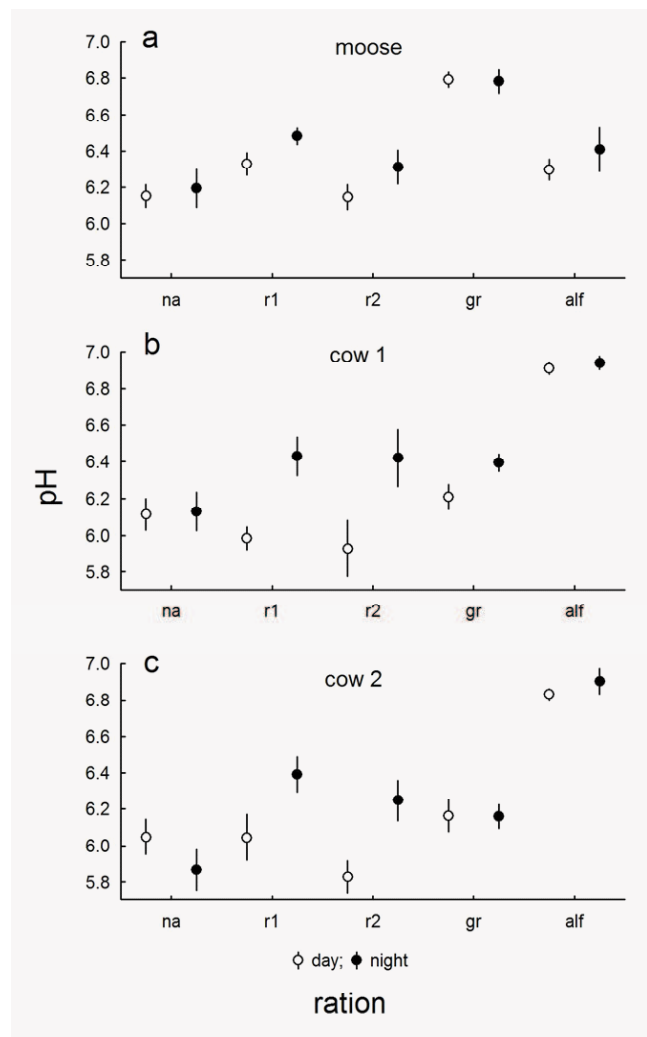 a
moose
7.0
6.8
6.6
6.4
6.2
6.0
5.8
na r1 r2 gr alf
b
cow 1
7.0
6.8
6.6
6.4
6.2
6.0
5.8
na r1 r2 gr alf
pH
c
cow 2
7.0
6.8
6.6
6.4
6.2
6.0
5.8
na r1 r2 gr alf
day; night
ration